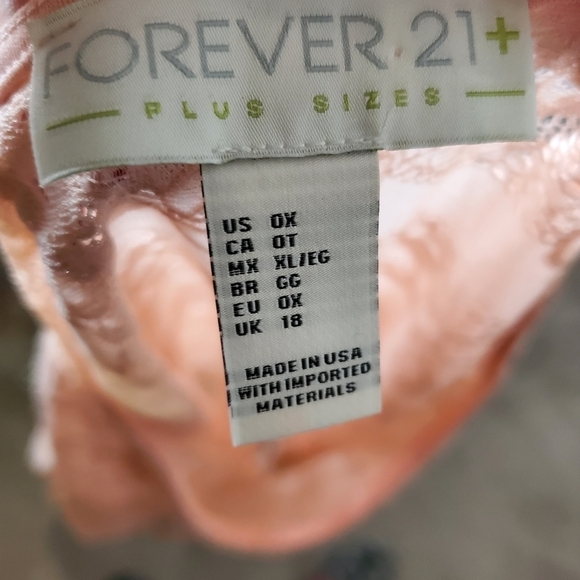 FOREVER 21+
PLUS SIZES
US 0X
CA 0T
MX XL/EG
BR GG
EU 0X
UK 18
MADE IN USA
WITH IMPORTED
MATERIALS